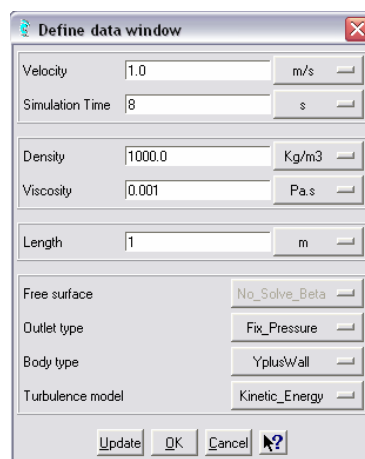 Define data window
Velocity 1.0 m/s
Simulation Time 8 s
Density 1000.0 Kg/m3
Viscosity 0.001 Pa.s
Length 1 m
Free surface No_Solve_Beta
Outlet type Fix_Pressure
Body type YplusWall
Turbulence model Kinetic_Energy
Update OK Cancel ?